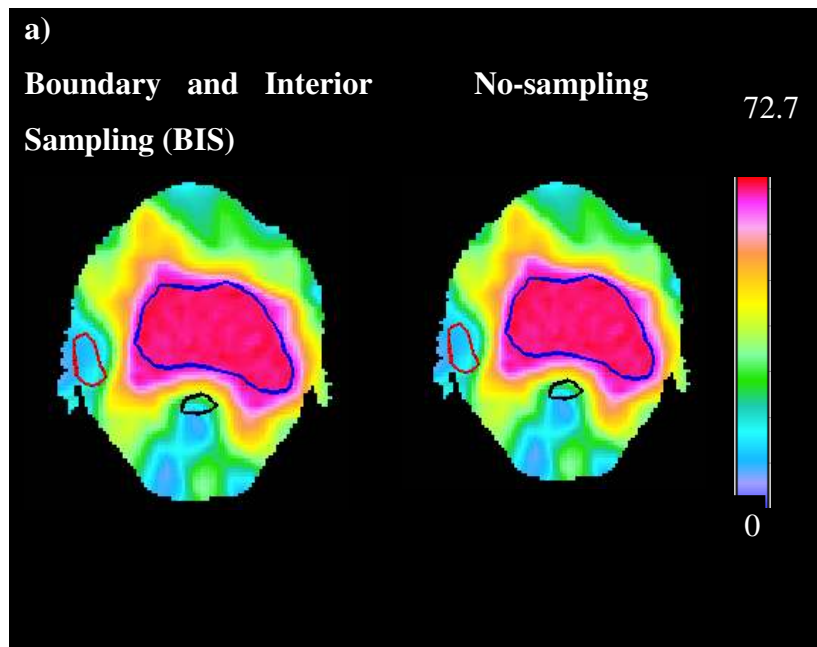 a)
Boundary and Interior
Sampling (BIS)
No-sampling
72.7
0